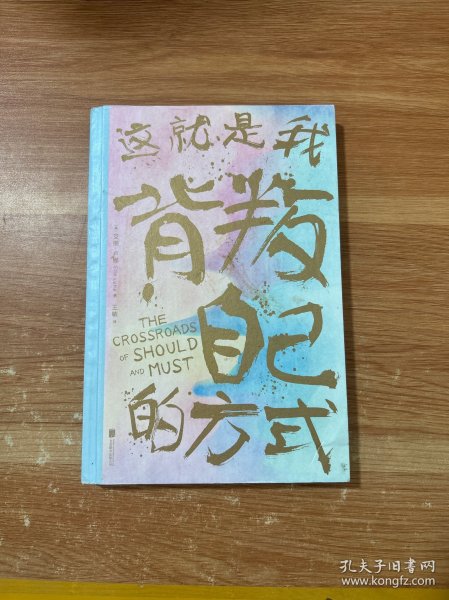 这就是我
背叛
自己
的方式
THE
CROSSROADS
OF SHOULD
AND MUST
孔夫子旧书网
www.kongfz.com